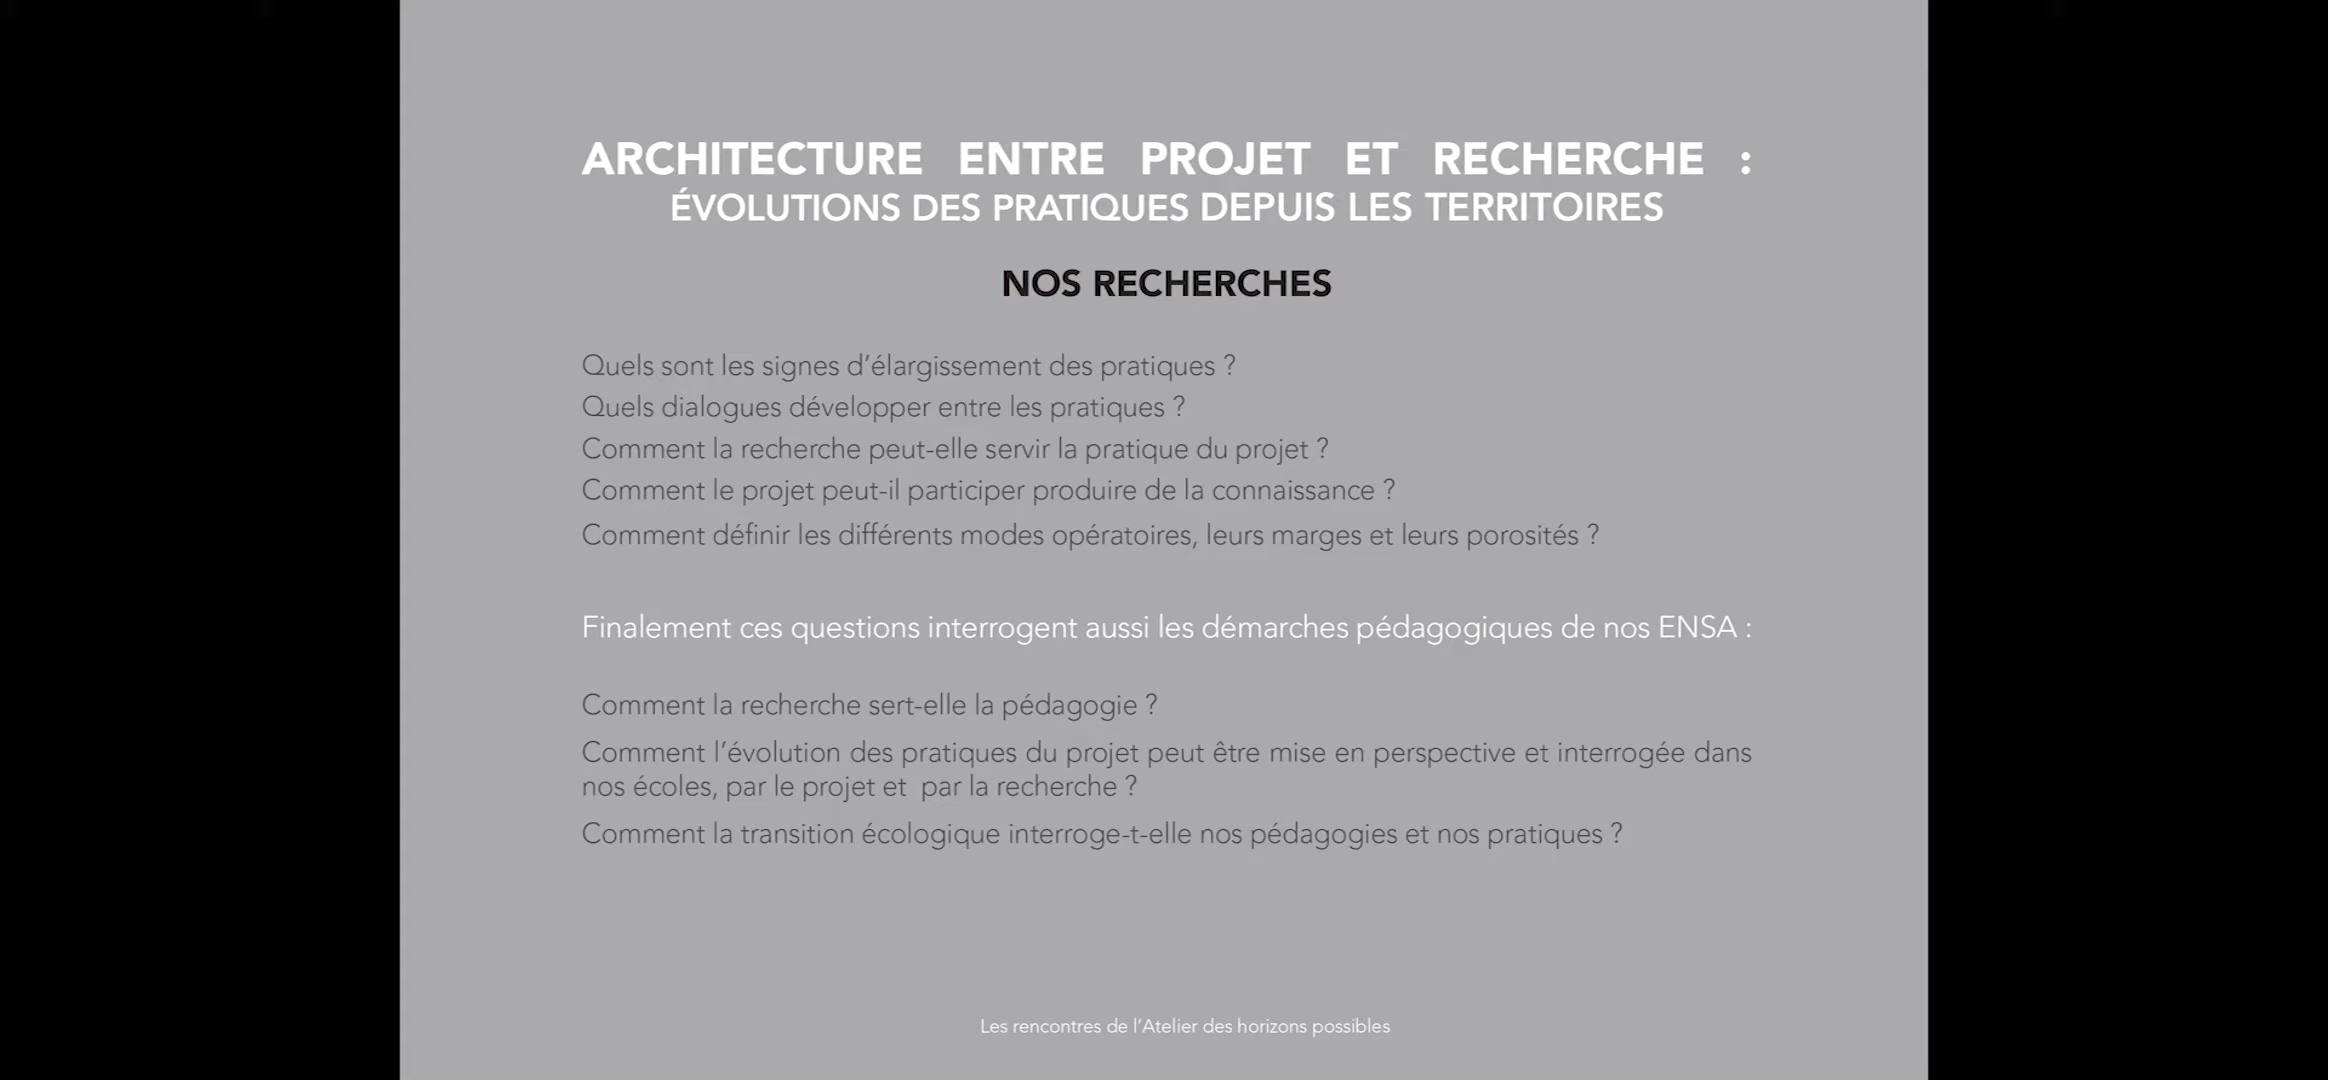 ARCHITECTURE ENTRE PROJET ET RECHERCHE :
ÉVOLUTIONS DES PRATIQUES DEPUIS LES TERRITOIRES
NOS RECHERCHES
Quels sont les signes d’élargissement des pratiques ?
Quels dialogues développer entre les pratiques ?
Comment la recherche peut-elle servir la pratique du projet ?
Comment le projet peut-il participer produire de la connaissance ?
Comment définir les différents modes opératoires, leurs marges et leurs porosités ?
Finalement ces questions interrogent aussi les démarches pédagogiques de nos ENSA :
Comment la recherche sert-elle la pédagogie ?
Comment l’évolution des pratiques du projet peut être mise en perspective et interrogée dans
nos écoles, par le projet et  par la recherche ?
Comment la transition écologique interroge-t-elle nos pédagogies et nos pratiques ?
Les rencontres de l’Atelier des horizons possibles